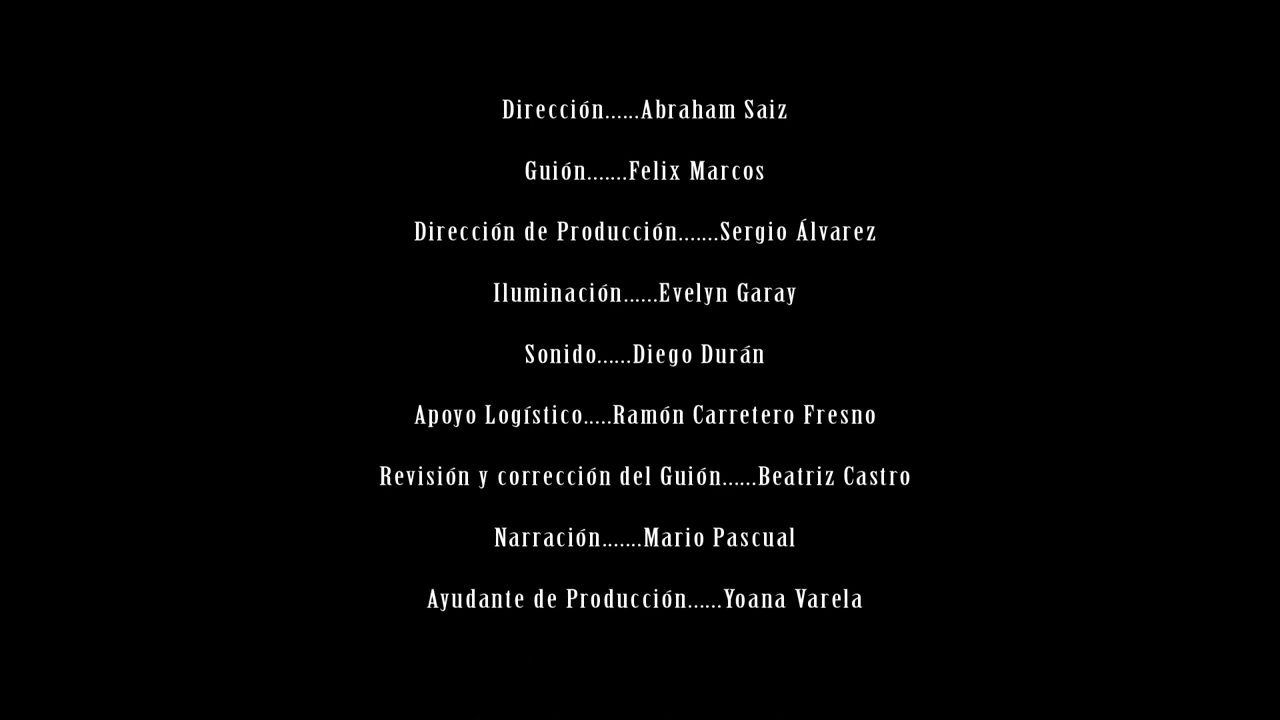 Dirección......Abraham Saiz
Guión.......Felix Marcos
Dirección de Producción.......Sergio Álvarez
Iluminación......Evelyn Garay
Sonido......Diego Durán
Apoyo Logístico.....Ramón Carretero Fresno
Revisión y corrección del Guión......Beatriz Castro
Narración.......Mario Pascual
Ayudante de Producción......Yoana Varela